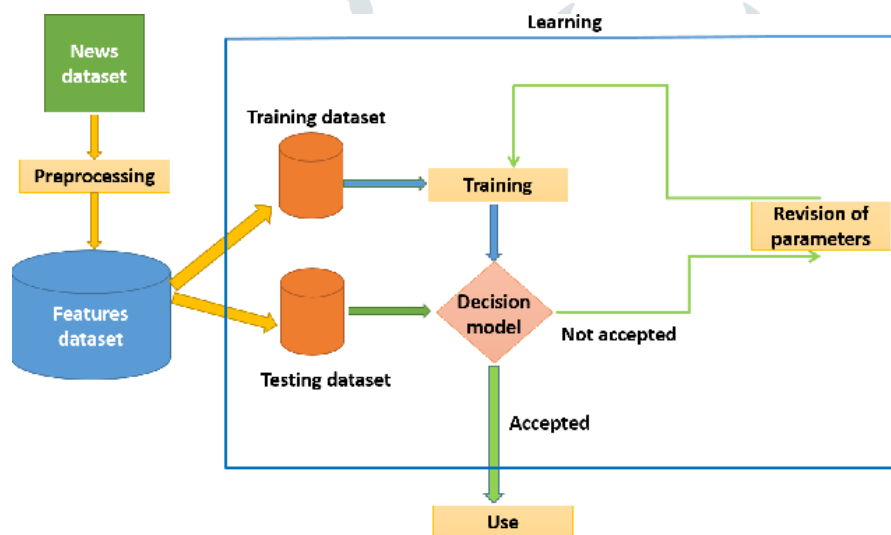 Learning
News
dataset
Training dataset
Preprocessing
Training
Revision of
parameters
Features
dataset
Decision
model
Not accepted
Testing dataset
Accepted
Use